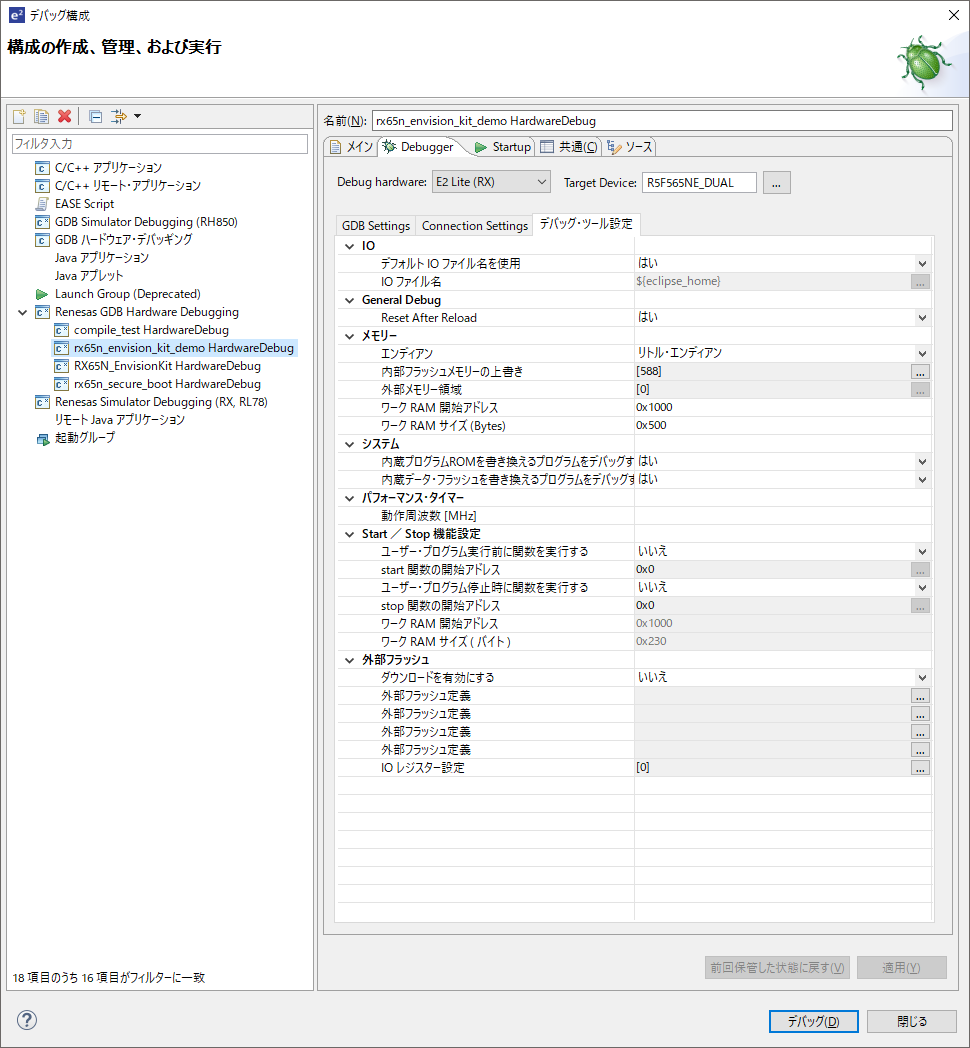 e² デバッグ構成
構成の作成、管理、および実行
フィルタ入力
C/C++ アプリケーション
C/C++ リモート・アプリケーション
EASE Script
GDB Simulator Debugging (RH850)
GDB ハードウェア・デバッギング
Java アプリケーション
Java アプレット
Launch Group (Deprecated)
Renesas GDB Hardware Debugging
compile_test HardwareDebug
rx65n_envision_kit_demo HardwareDebug
RX65N_EnvisionKit HardwareDebug
rx65n_secure_boot HardwareDebug
Renesas Simulator Debugging (RX, RL78)
リモート Java アプリケーション
起動グループ
18 項目のうち 16 項目がフィルターに一致
名前(N): rx65n_envision_kit_demo HardwareDebug
メイン Debugger Startup 共通(C) ソース
Debug hardware: E2 Lite (RX) Target Device: R5F565NE_DUAL ...
GDB Settings Connection Settings デバッグ・ツール設定
IO
デフォルト IO ファイル名を使用 はい
IO ファイル名 ${eclipse_home} ...
General Debug
Reset After Reload はい
メモリー
エンディアン リトル・エンディアン
内部フラッシュメモリーの上書き [588] ...
外部メモリー領域 [0] ...
ワーク RAM 開始アドレス 0x1000
ワーク RAM サイズ (Bytes) 0x500
システム
内蔵プログラムROMを書き換えるプログラムをデバッグす はい
内蔵データ・フラッシュを書き換えるプログラムをデバッグす はい
パフォーマンス・タイマー
動作周波数 [MHz]
Start ／ Stop 機能設定
ユーザー・プログラム実行前に関数を実行する いいえ
start 関数の開始アドレス 0x0 ...
ユーザー・プログラム停止時に関数を実行する いいえ
stop 関数の開始アドレス 0x0 ...
ワーク RAM 開始アドレス 0x1000
ワーク RAM サイズ ( バイト ) 0x230
外部フラッシュ
ダウンロードを有効にする いいえ
外部フラッシュ定義 ...
外部フラッシュ定義 ...
外部フラッシュ定義 ...
外部フラッシュ定義 ...
IO レジスター設定 [0] ...
前回保管した状態に戻す(V) 適用(Y)
デバッグ(D) 閉じる